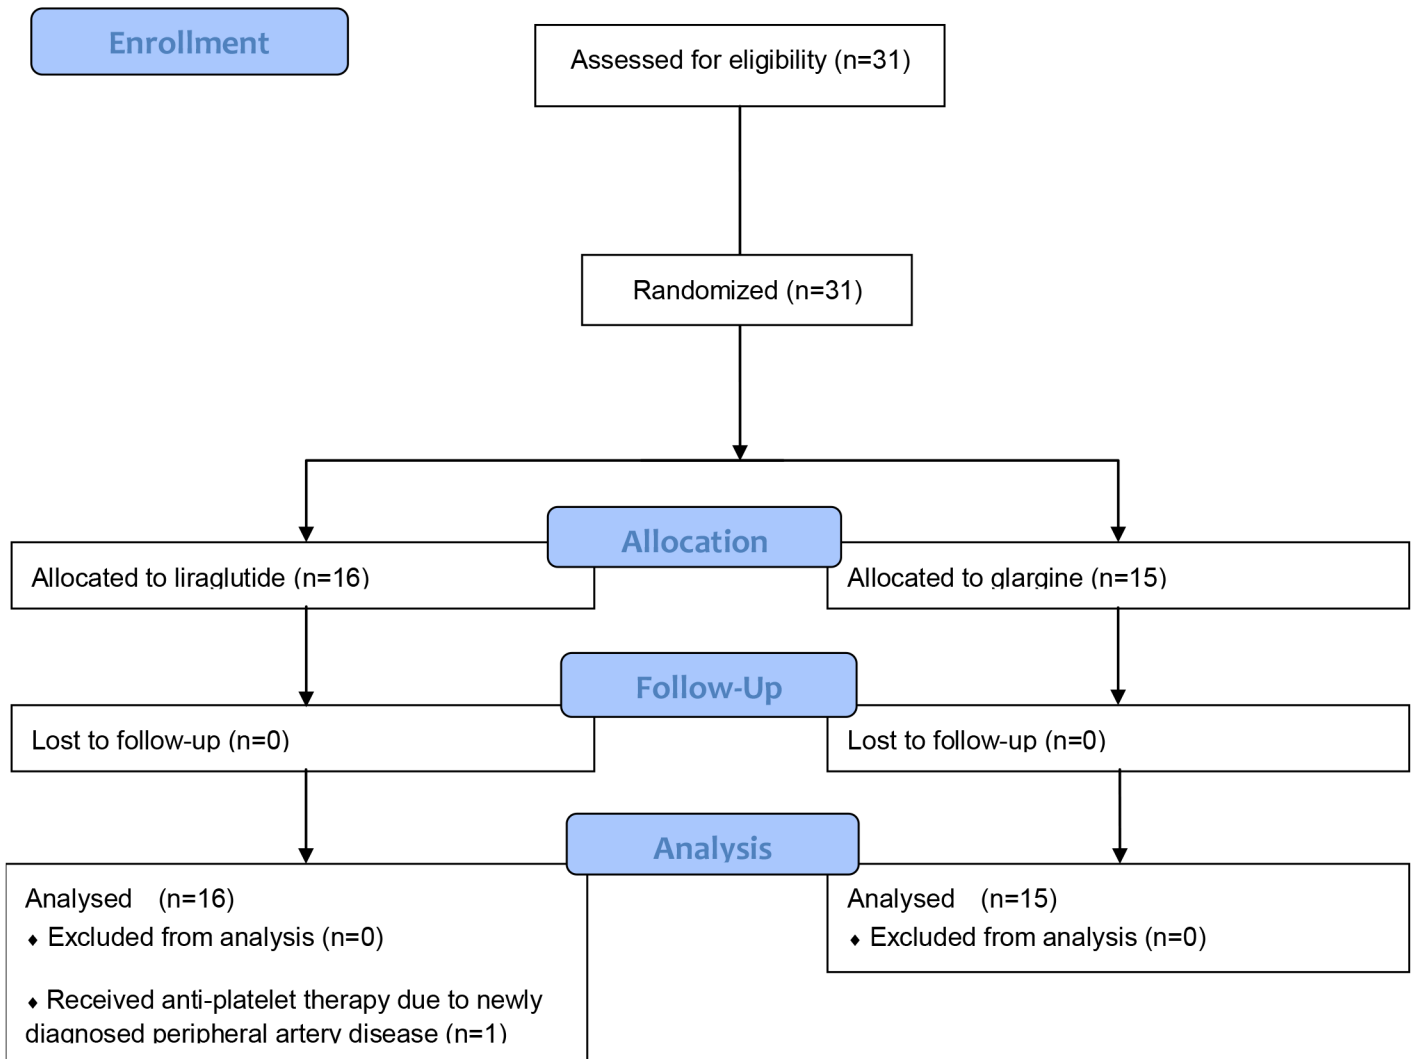 Enrollment
Assessed for eligibility (n=31)
Randomized (n=31)
Allocation
Allocated to liraglutide (n=16)
Allocated to glargine (n=15)
Follow-Up
Lost to follow-up (n=0)
Lost to follow-up (n=0)
Analysis
Analysed (n=16)
⬧ Excluded from analysis (n=0)
⬧ Received anti-platelet therapy due to newly
diagnosed peripheral artery disease (n=1)
Analysed (n=15)
⬧ Excluded from analysis (n=0)